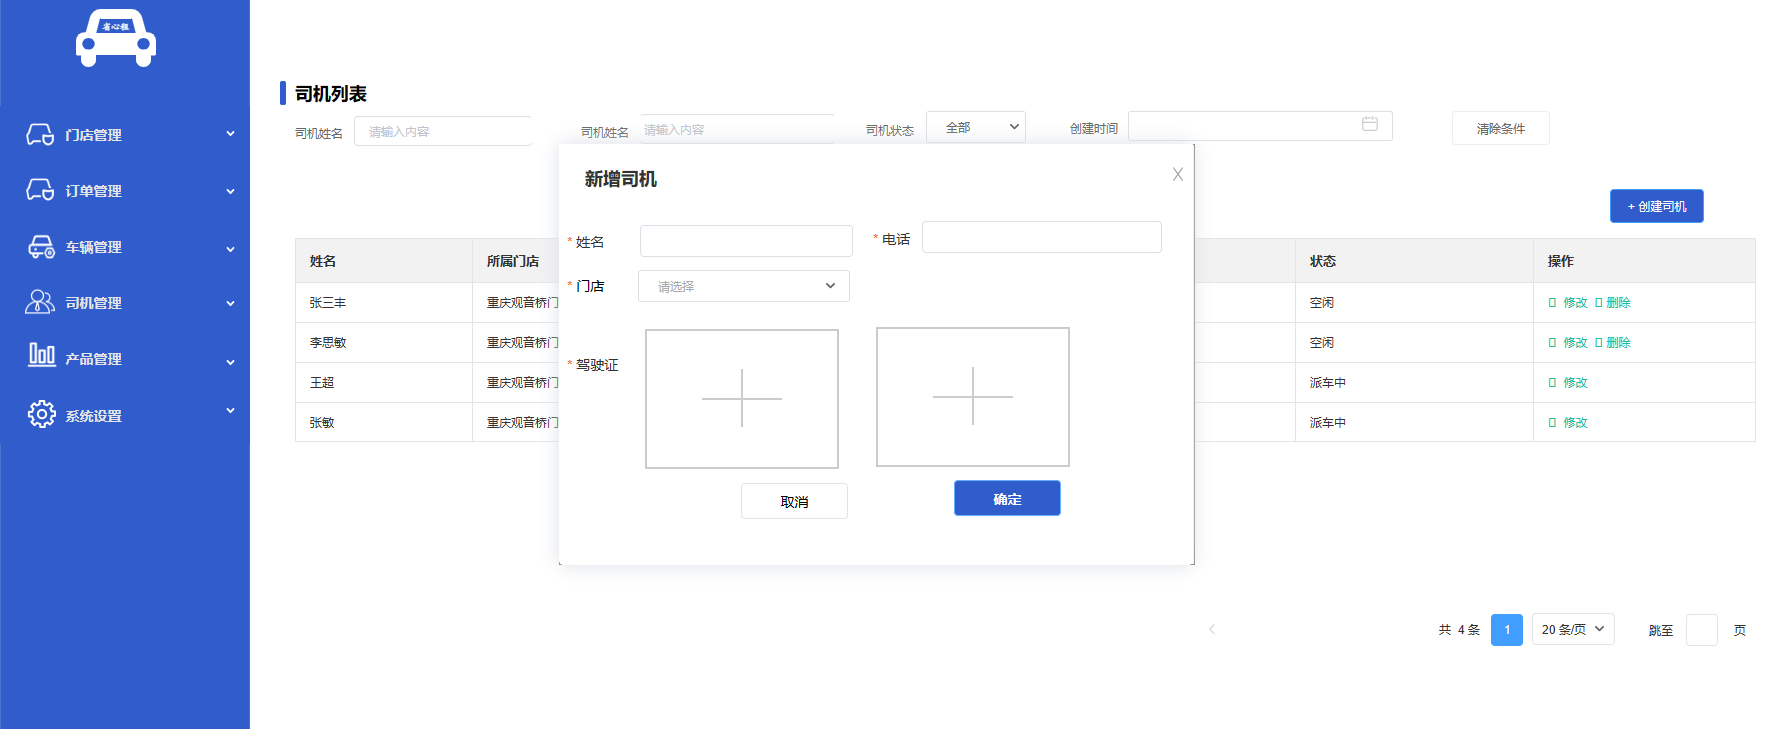 省心租
门店管理
订单管理
车辆管理
司机管理
产品管理
系统设置
司机列表
司机姓名 请输入内容 司机姓名 请输入内容 司机状态 全部 创建时间 清除条件
+ 创建司机
姓名 所属门店 状态 操作
张三丰 重庆观音桥门 空闲 修改 删除
李思敏 重庆观音桥门 空闲 修改 删除
王超 重庆观音桥门 派车中 修改
张敏 重庆观音桥门 派车中 修改
新增司机 X
* 姓名 * 电话
* 门店 请选择
* 驾驶证
取消 确定
共 4 条 1 20 条/页 跳至 页